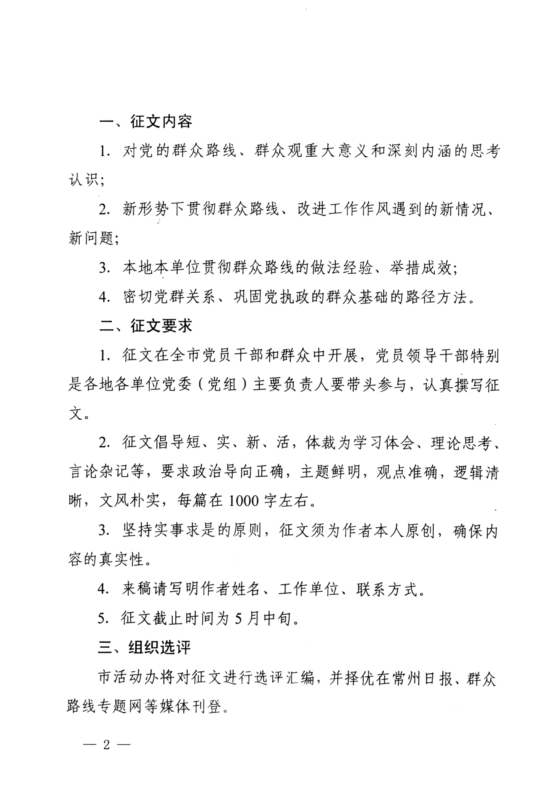 一、征文内容
1. 对党的群众路线、群众观重大意义和深刻内涵的思考
认识；
2. 新形势下贯彻群众路线、改进工作作风遇到的新情况、
新问题；
3. 本地本单位贯彻群众路线的做法经验、举措成效；
4. 密切党群关系、巩固党执政的群众基础的路径方法。
二、征文要求
1. 征文在全市党员干部和群众中开展，党员领导干部特别
是各地各单位党委（党组）主要负责人要带头参与，认真撰写征
文。
2. 征文倡导短、实、新、活，体裁为学习体会、理论思考、
言论杂记等，要求政治导向正确，主题鲜明，观点准确，逻辑清
晰，文风朴实，每篇在 1000 字左右。
3. 坚持实事求是的原则，征文须为作者本人原创，确保内
容的真实性。
4. 来稿请写明作者姓名、工作单位、联系方式。
5. 征文截止时间为 5 月中旬。
三、组织选评
市活动办将对征文进行选评汇编，并择优在常州日报、群众
路线专题网等媒体刊登。
— 2 —